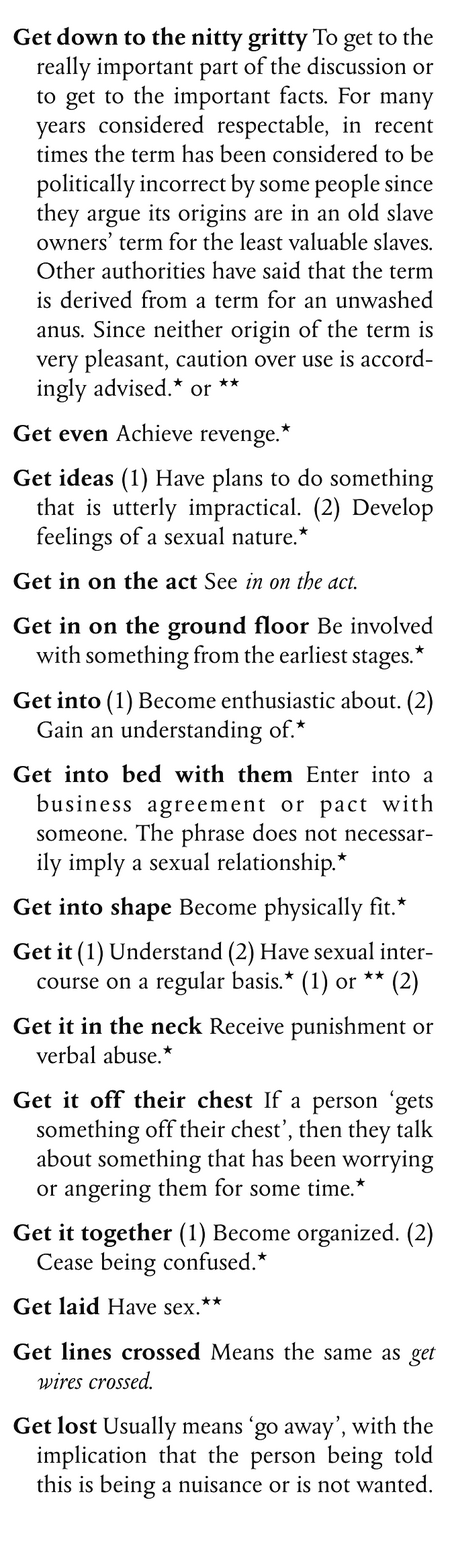 Get down to the nitty gritty To get to the
really important part of the discussion or
to get to the important facts. For many
years considered respectable, in recent
times the term has been considered to be
politically incorrect by some people since
they argue its origins are in an old slave
owners’ term for the least valuable slaves.
Other authorities have said that the term
is derived from a term for an unwashed
anus. Since neither origin of the term is
very pleasant, caution over use is accord-
ingly advised.★ or ★★
Get even Achieve revenge.★
Get ideas (1) Have plans to do something
that is utterly impractical. (2) Develop
feelings of a sexual nature.★
Get in on the act See in on the act.
Get in on the ground floor Be involved
with something from the earliest stages.★
Get into (1) Become enthusiastic about. (2)
Gain an understanding of.★
Get into bed with them Enter into a
business agreement or pact with
someone. The phrase does not necessar-
ily imply a sexual relationship.★
Get into shape Become physically fit.★
Get it (1) Understand (2) Have sexual inter-
course on a regular basis.★ (1) or ★★ (2)
Get it in the neck Receive punishment or
verbal abuse.★
Get it off their chest If a person ‘gets
something off their chest’, then they talk
about something that has been worrying
or angering them for some time.★
Get it together (1) Become organized. (2)
Cease being confused.★
Get laid Have sex.★★
Get lines crossed Means the same as get
wires crossed.
Get lost Usually means ‘go away’, with the
implication that the person being told
this is being a nuisance or is not wanted.